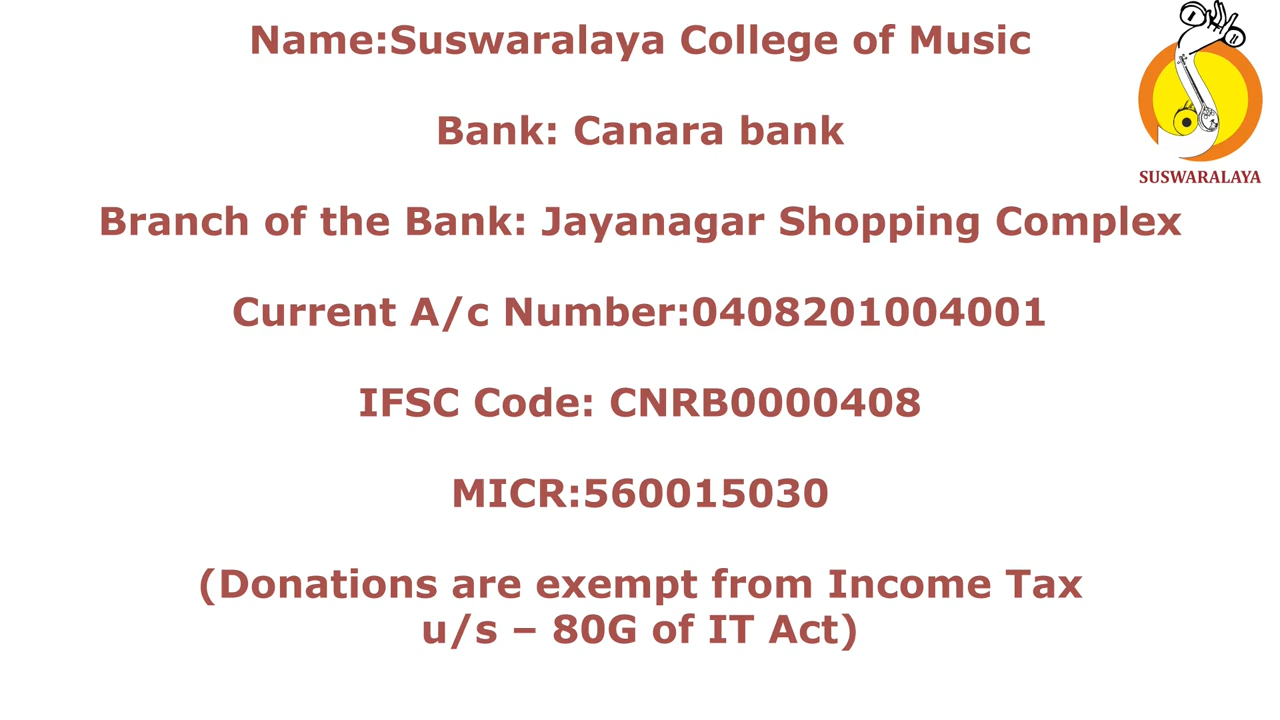 Name:Suswaralaya College of Music
SUSWARALAYA
Bank: Canara bank
Branch of the Bank: Jayanagar Shopping Complex
Current A/c Number:0408201004001
IFSC Code: CNRB0000408
MICR:560015030
(Donations are exempt from Income Tax
u/s – 80G of IT Act)